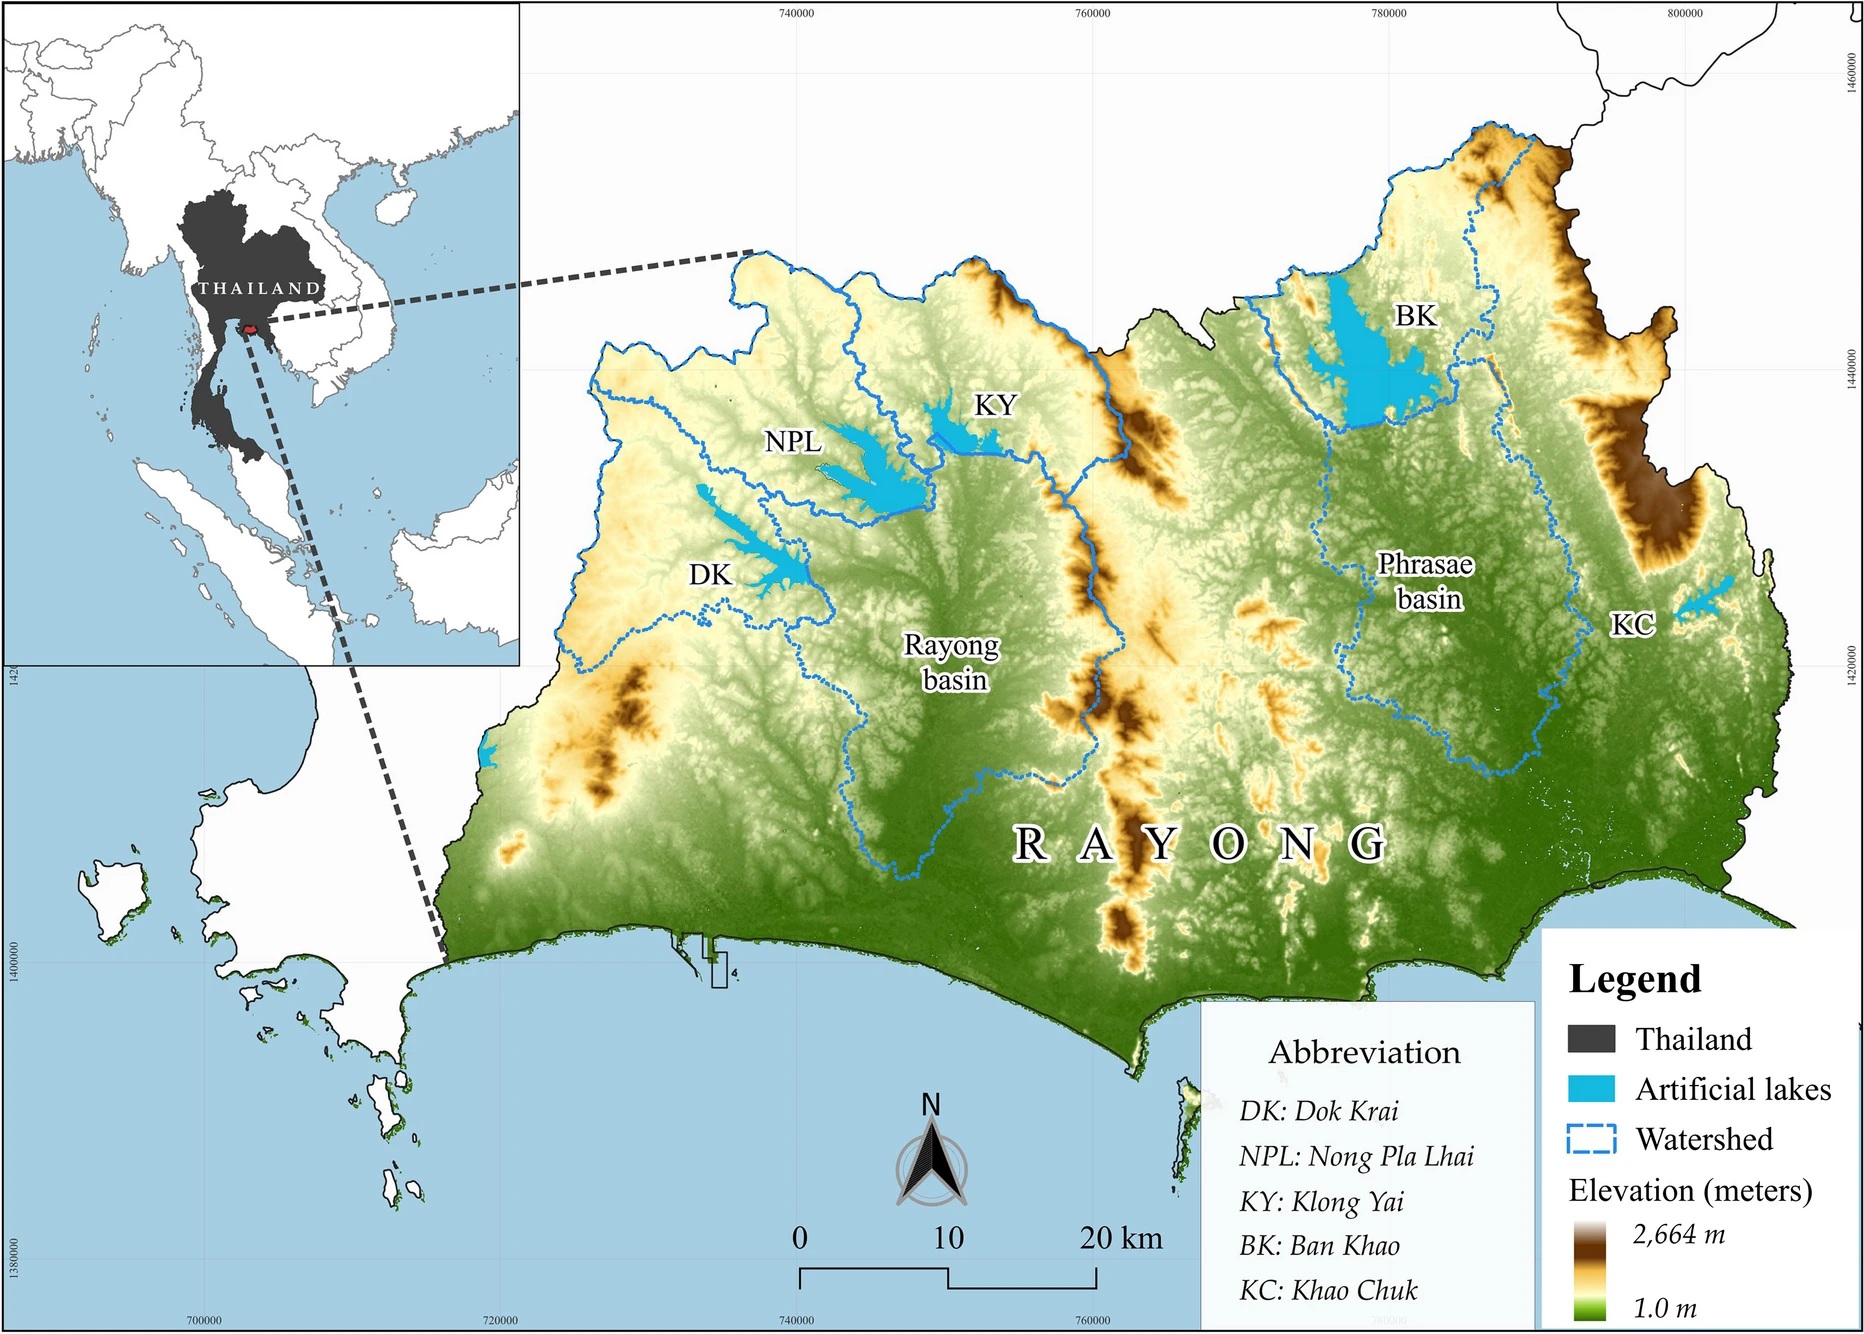 740000
760000
780000
800000
1460000
THAILAND
BK
1440000
KY
NPL
DK
Phrasae
basin
KC
Rayong
basin
1420000
RAYONG
1400000
Legend
Thailand
Artificial lakes
Watershed
Elevation (meters)
2,664 m
1.0 m
Abbreviation
DK: Dok Krai
NPL: Nong Pla Lhai
KY: Klong Yai
BK: Ban Khao
KC: Khao Chuk
N
0 10 20 km
1380000
700000
720000
740000
760000
780000